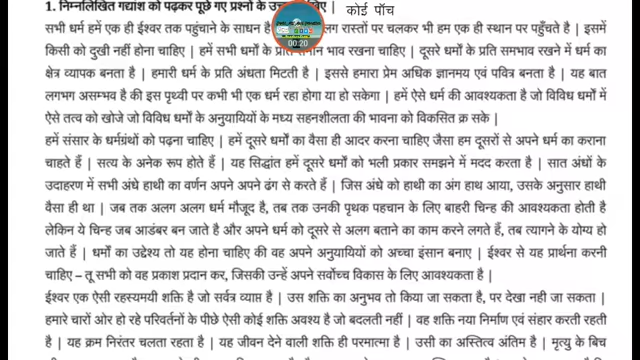 1. निम्नलिखित गद्यांश को पढ़कर पूछे गए प्रश्नों के
कोई पाँच
सभी धर्म हमें एक ही ईश्वर तक पहुंचाने के साधन रास्तों पर चलकर भी हम एक ही स्थान पर पहुँचते है | इसमें
किसी को दुखी नहीं होना चाहिए | हमें सभी धर्मों के प्रति भाव रखना चाहिए | दूसरे धर्मो के प्रति समभाव रखने में धर्म का
00:20
क्षेत्र व्यापक बनता है | हमारी धर्म के प्रति अंधता मिटती है | इससे हमारा प्रेम अधिक ज्ञानमय एवं पवित्र बनता है | यह बात
लगभग असम्भव है की इस पृथ्वी पर कभी भी एक धर्म रहा होगा या हो सकेगा | हमें ऐसे धर्म की आवश्यकता है जो विविध धर्मों में
ऐसे तत्व को खोजे जो विविध धर्मों के अनुयायियों के मध्य सहनशीलता की भावना को विकसित क्र सके |
हमें संसार के धर्मग्रंथों को पढ़ना चाहिए | हमें दूसरे धर्मों का वैसा ही आदर करना चाहिए जैसा हम दूसरों से अपने धर्म का कराना
चाहते हैं | सत्य के अनेक रूप होते हैं | यह सिद्धांत हमें दूसरे धर्मों को भली प्रकार समझने में मदद करता है | सात अंधों के
उदाहरण में सभी अंधे हाथी का वर्णन अपने अपने ढंग से करते हैं | जिस अंधे को हाथी का अंग हाथ आया, उसके अनुसार हाथी
वैसा ही था | जब तक अलग अलग धर्म मौजूद है, तब तक उनकी पृथक पहचान के लिए बाहरी चिन्ह की आवश्यकता होती है
लेकिन ये चिन्ह जब आडंबर बन जाते है और अपने धर्म को दूसरे से अलग बताने का काम करने लगते हैं, तब त्यागने के योग्य हो
जाते हैं | धर्मों का उद्देश्य तो यह होना चाहिए की वह अपने अनुयायियों को अच्छा इंसान बनाए | ईश्वर से यह प्रार्थना करनी
चाहिए – तू सभी को वह प्रकाश प्रदान कर, जिसकी उन्हें अपने सर्वोच्च विकास के लिए आवश्यकता है |
ईश्वर एक ऐसी रहस्यमयी शक्ति है जो सर्वत्र व्याप्त है | उस शक्ति का अनुभव तो किया जा सकता है, पर देखा नही जा सकता |
हमारे चारों ओर हो रहे परिवर्तनों के पीछे ऐसी कोई शक्ति अवश्य है जो बदलती नहीं | वह शक्ति नया निर्माण एवं संहार करती रहती
है | यह क्रम निरंतर चलता रहता है | यह जीवन देने वाली शक्ति ही परमात्मा है | उसी का अस्तित्व अंतिम है | मृत्यु के बिच